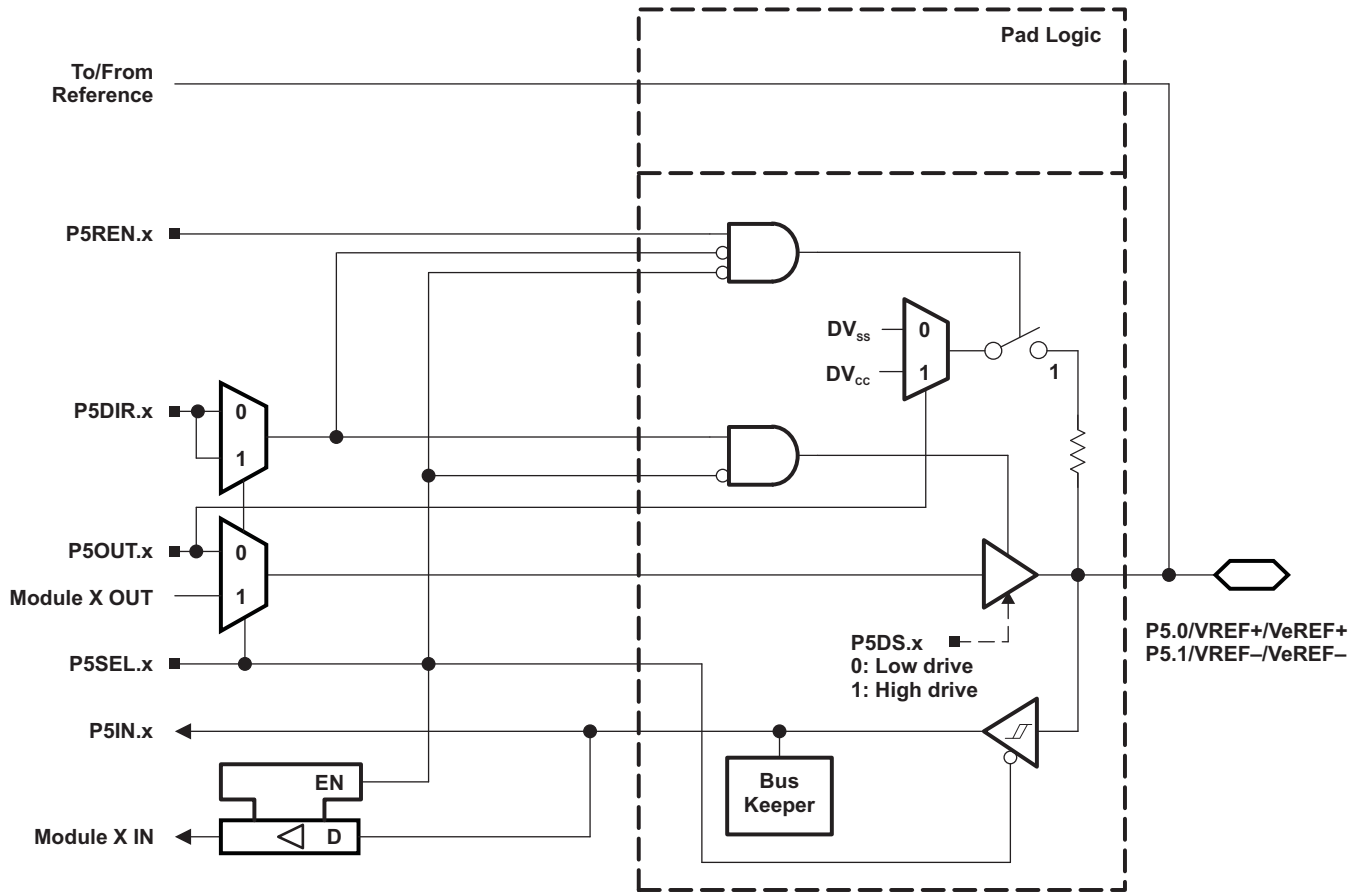 Pad Logic
To/From
Reference
P5REN.x
DVss
0
DVcc
1
1
P5DIR.x
0
1
P5OUT.x
0
Module X OUT
1
P5SEL.x
P5DS.x
0: Low drive
1: High drive
P5.0/VREF+/VeREF+
P5.1/VREF–/VeREF–
P5IN.x
Bus
Keeper
EN
Module X IN
D